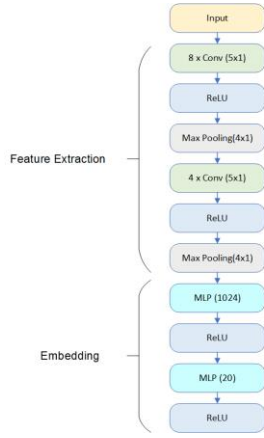 Input
8 x Conv (5x1)
ReLU
Max Pooling(4x1)
Feature Extraction
4 x Conv (5x1)
ReLU
Max Pooling(4x1)
MLP (1024)
ReLU
Embedding
MLP (20)
ReLU